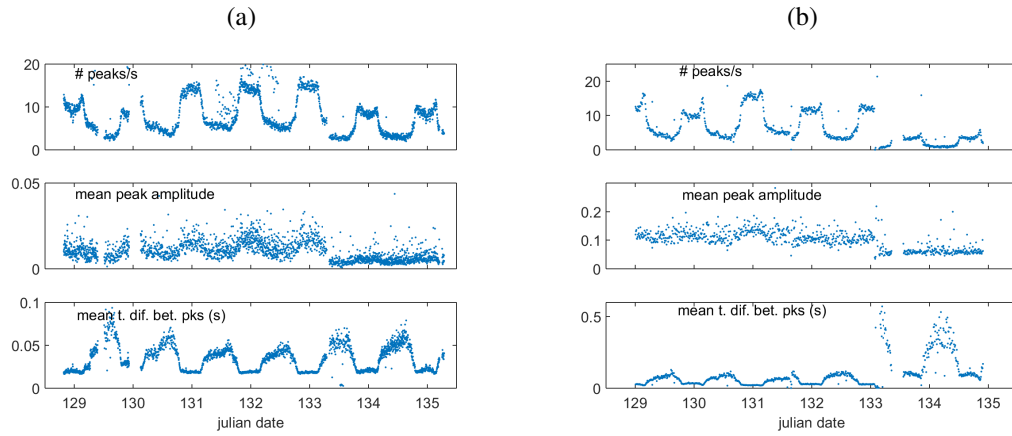 (a)
# peaks/s
20
10
0
mean peak amplitude
0.05
0
mean t. dif. bet. pks (s)
0.1
0.05
0
129 130 131 132 133 134 135
julian date
(b)
# peaks/s
20
10
0
mean peak amplitude
0.2
0.1
0
mean t. dif. bet. pks (s)
0.5
0
129 130 131 132 133 134 135
julian date